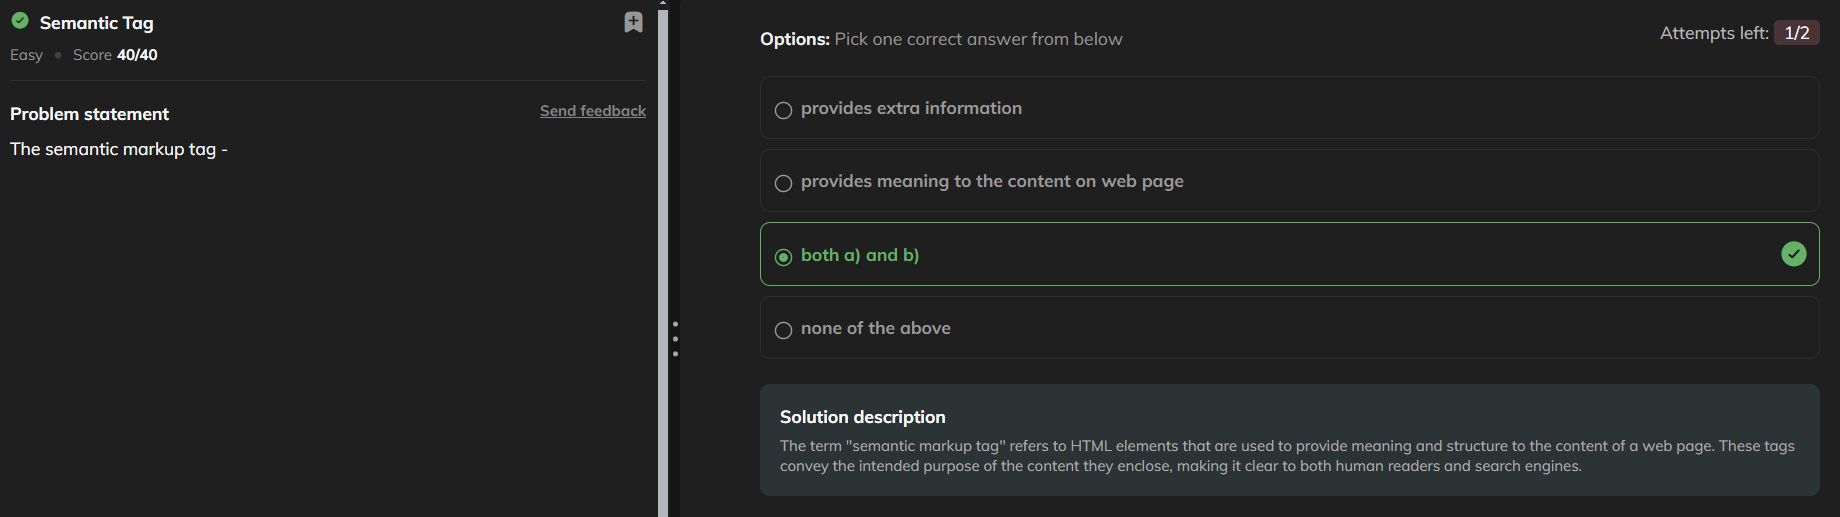 Semantic Tag
Easy • Score 40/40
Problem statement
Send feedback
The semantic markup tag -
Options: Pick one correct answer from below
Attempts left: 1/2
provides extra information
provides meaning to the content on web page
both a) and b)
none of the above
Solution description
The term "semantic markup tag" refers to HTML elements that are used to provide meaning and structure to the content of a web page. These tags
convey the intended purpose of the content they enclose, making it clear to both human readers and search engines.